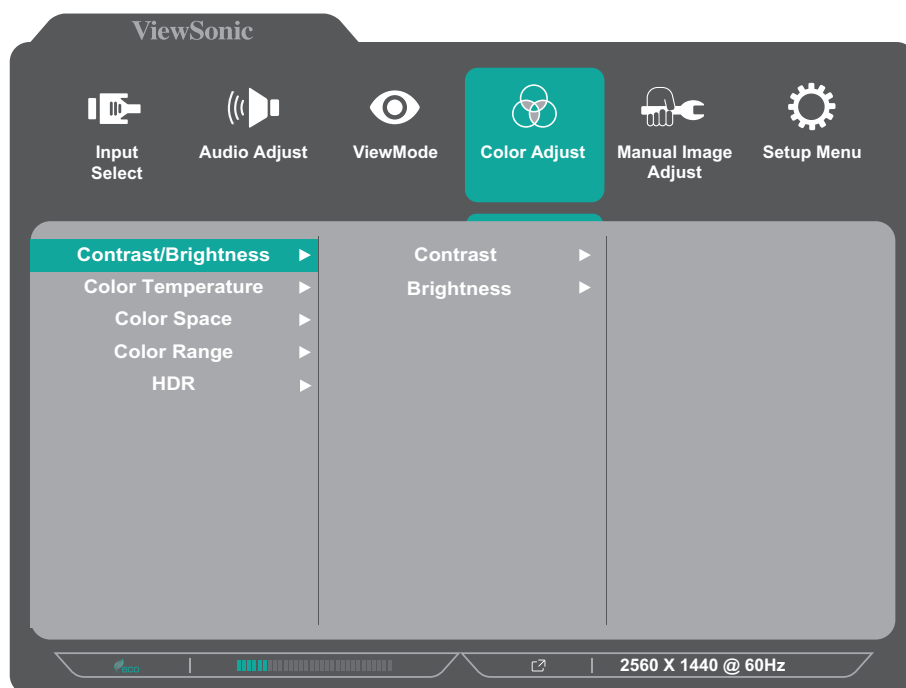 ViewSonic
Input Select
Audio Adjust
ViewMode
Color Adjust
Manual Image Adjust
Setup Menu
Contrast/Brightness
Contrast
Color Temperature
Brightness
Color Space
Color Range
HDR
eco
2560 X 1440 @ 60Hz